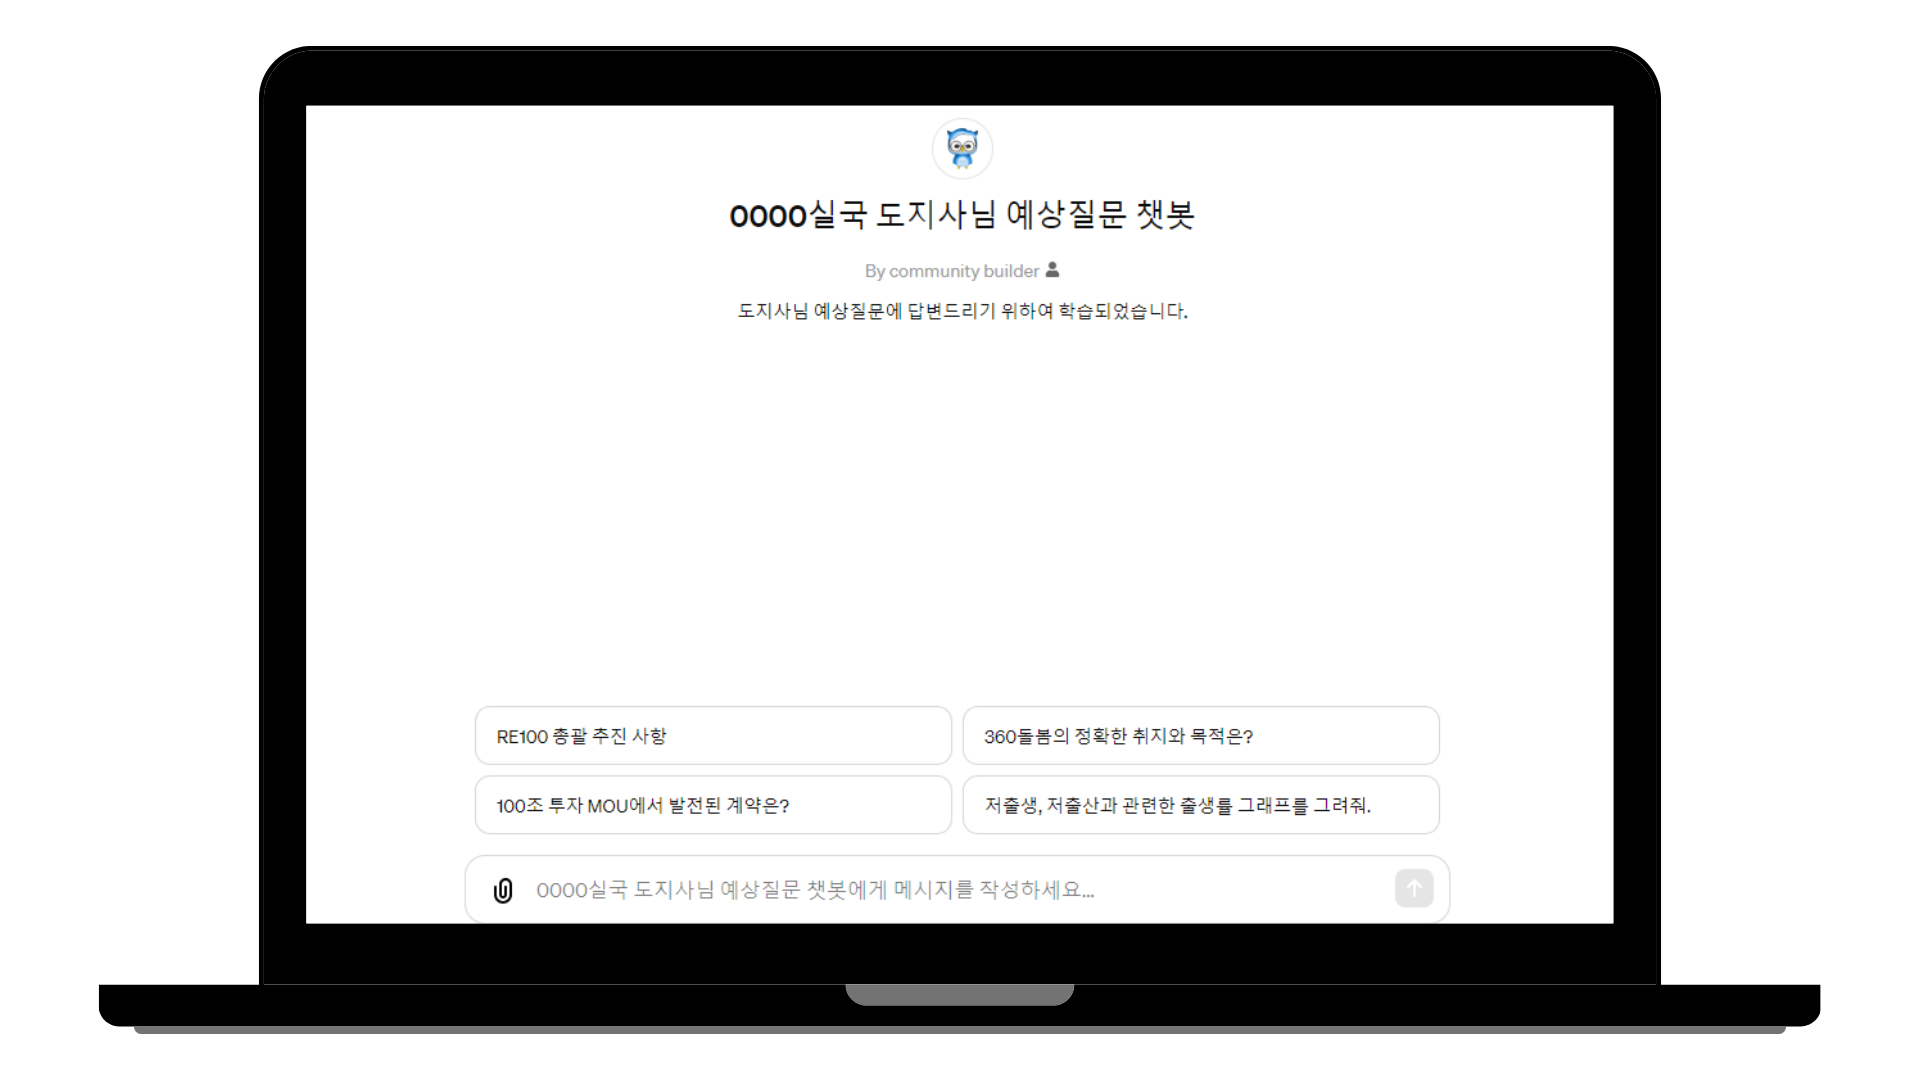 0000실국 도지사님 예상질문 챗봇
By community builder
도지사님 예상질문에 답변드리기 위하여 학습되었습니다.
RE100 총괄 추진 사항
360돌봄의 정확한 취지와 목적은?
100조 투자 MOU에서 발전된 계약은?
저출생, 저출산과 관련한 출생률 그래프를 그려줘.
0000실국 도지사님 예상질문 챗봇에게 메시지를 작성하세요...